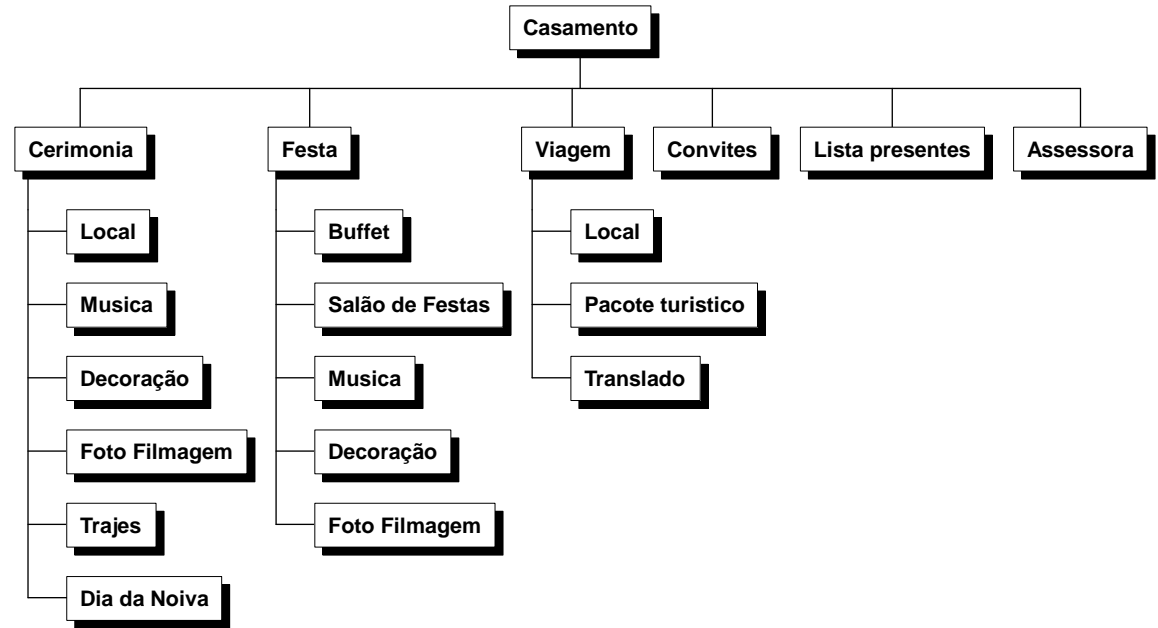 Casamento
Cerimonia
Festa
Viagem
Convites
Lista presentes
Assessora
Local
Musica
Decoração
Foto Filmagem
Trajes
Dia da Noiva
Buffet
Salão de Festas
Musica
Decoração
Foto Filmagem
Local
Pacote turistico
Translado